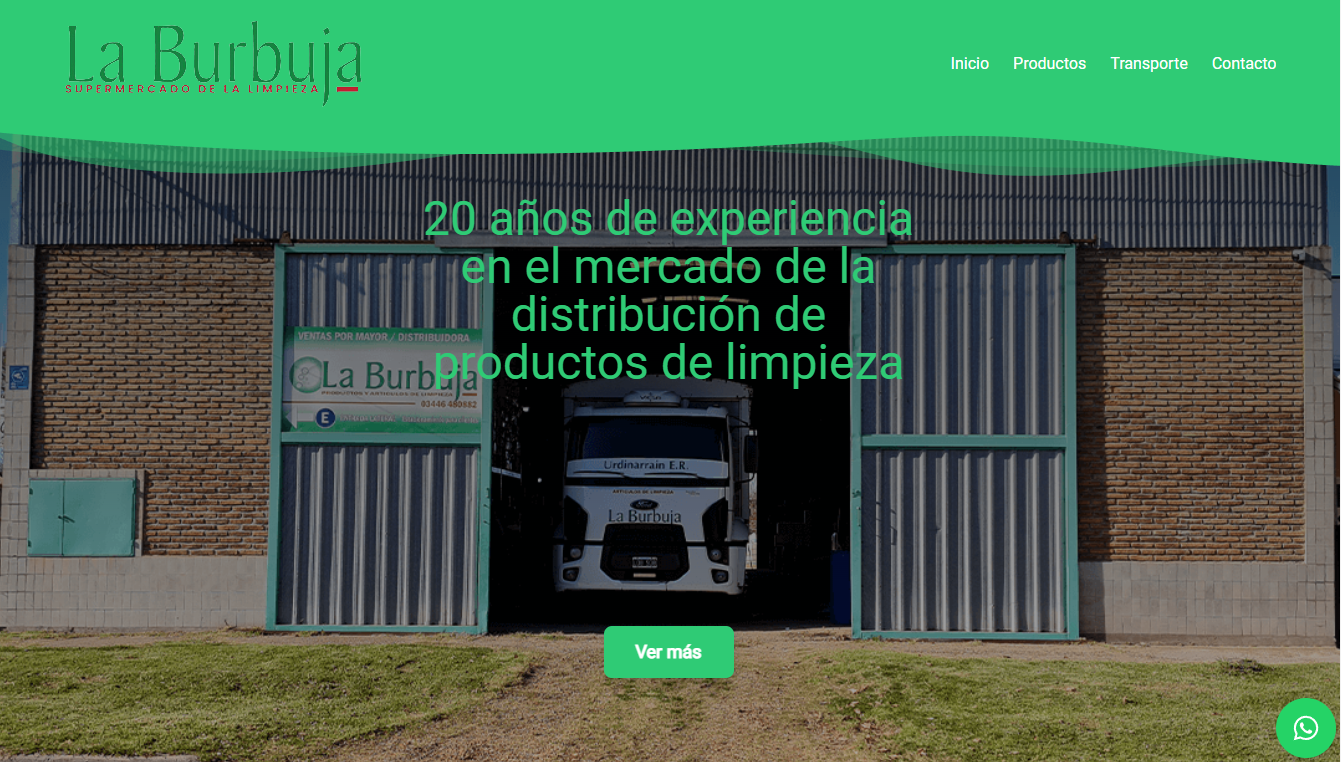 La Burbuja
SUPERMERCADO DE LA LIMPIEZA
Inicio Productos Transporte Contacto
20 años de experiencia
en el mercado de la
distribución de
productos de limpieza
VENTAS POR MAYOR / DISTRIBUIDORA
La Burbuja
PRODUCTOS Y ARTICULOS DE LIMPIEZA
03446 480882
E
Urdinarrain E.R.
ARTICULOS DE LIMPIEZA
Ford
La Burbuja
Ver más